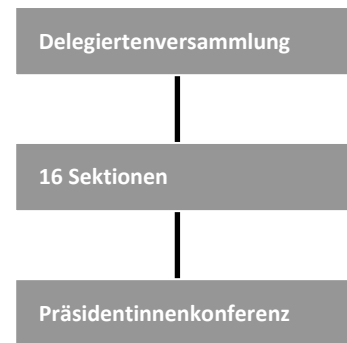 Delegiertenversammlung
16 Sektionen
Präsidentinnenkonferenz